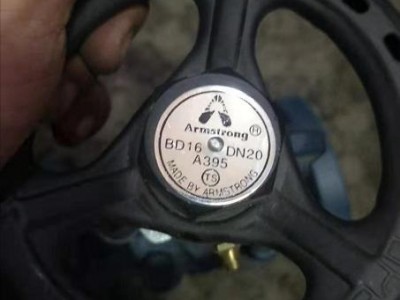 Armstrong®
BD16 DN20
A395
TS
MADE BY ARMSTRONG